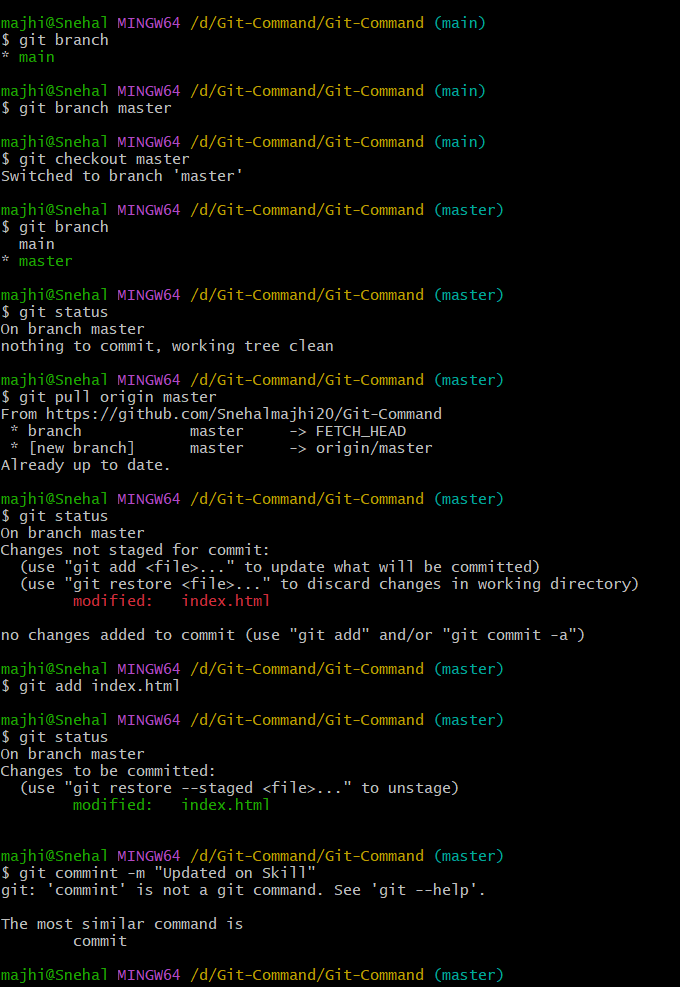 majhi@Snehal MINGW64 /d/Git-Command/Git-Command (main)
$ git branch
* main
majhi@Snehal MINGW64 /d/Git-Command/Git-Command (main)
$ git branch master
majhi@Snehal MINGW64 /d/Git-Command/Git-Command (main)
$ git checkout master
Switched to branch 'master'
majhi@Snehal MINGW64 /d/Git-Command/Git-Command (master)
$ git branch
  main
* master
majhi@Snehal MINGW64 /d/Git-Command/Git-Command (master)
$ git status
On branch master
nothing to commit, working tree clean
majhi@Snehal MINGW64 /d/Git-Command/Git-Command (master)
$ git pull origin master
From https://github.com/Snehalmajhi20/Git-Command
 * branch            master     -> FETCH_HEAD
 * [new branch]      master     -> origin/master
Already up to date.
majhi@Snehal MINGW64 /d/Git-Command/Git-Command (master)
$ git status
On branch master
Changes not staged for commit:
  (use "git add <file>..." to update what will be committed)
  (use "git restore <file>..." to discard changes in working directory)
        modified:   index.html
no changes added to commit (use "git add" and/or "git commit -a")
majhi@Snehal MINGW64 /d/Git-Command/Git-Command (master)
$ git add index.html
majhi@Snehal MINGW64 /d/Git-Command/Git-Command (master)
$ git status
On branch master
Changes to be committed:
  (use "git restore --staged <file>..." to unstage)
        modified:   index.html
majhi@Snehal MINGW64 /d/Git-Command/Git-Command (master)
$ git commint -m "Updated on Skill"
git: 'commint' is not a git command. See 'git --help'.
The most similar command is
        commit
majhi@Snehal MINGW64 /d/Git-Command/Git-Command (master)